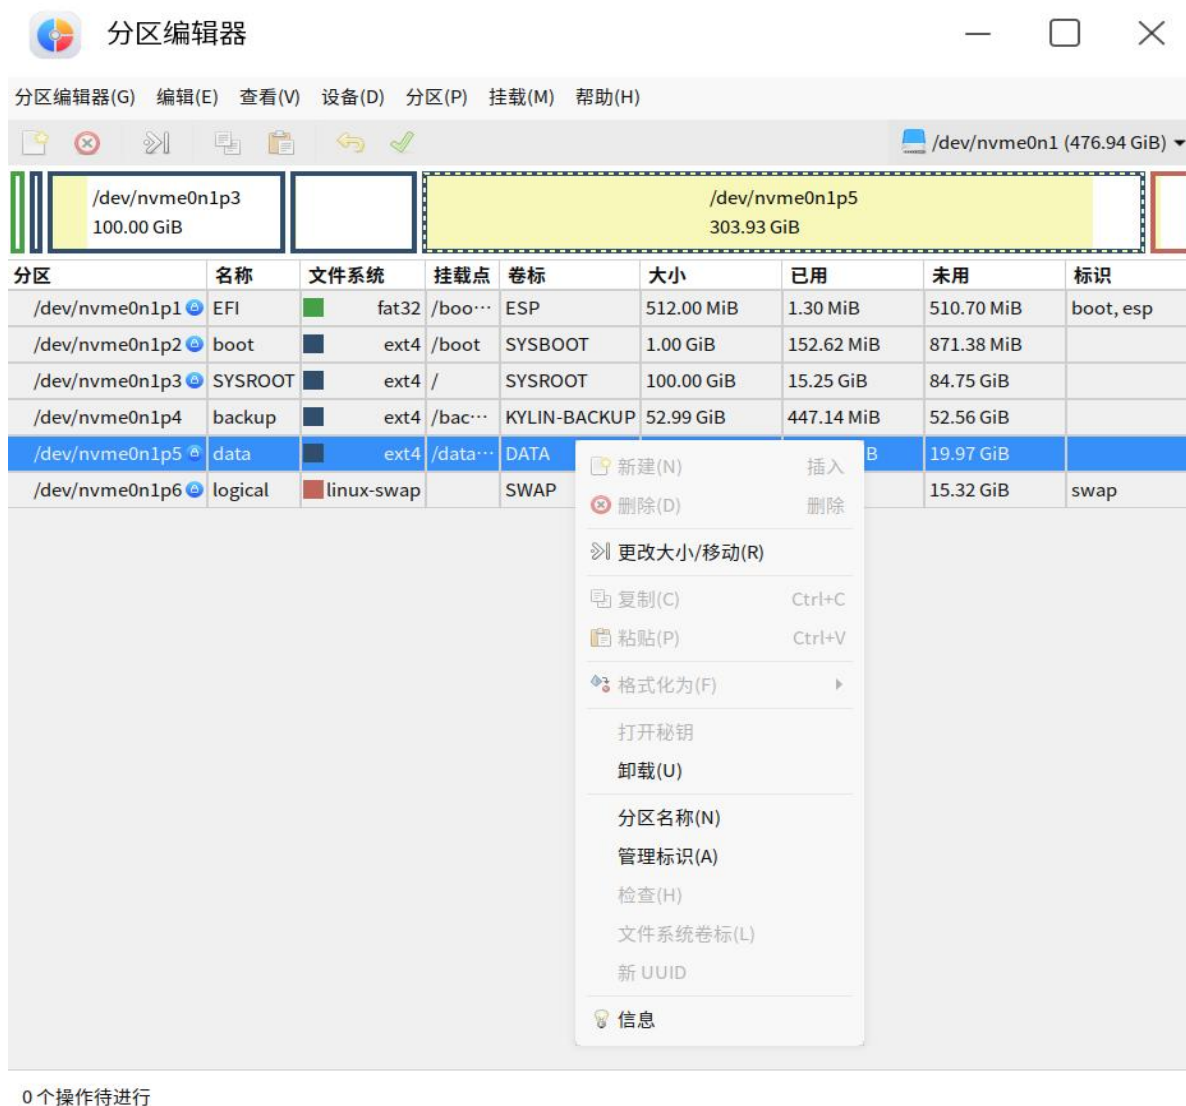 分区编辑器
分区编辑器(G) 编辑(E) 查看(V) 设备(D) 分区(P) 挂载(M) 帮助(H)
/dev/nvme0n1 (476.94 GiB)
/dev/nvme0n1p3
100.00 GiB
/dev/nvme0n1p5
303.93 GiB
分区 名称 文件系统 挂载点 卷标 大小 已用 未用 标识
/dev/nvme0n1p1 EFI fat32 /boo··· ESP 512.00 MiB 1.30 MiB 510.70 MiB boot, esp
/dev/nvme0n1p2 boot ext4 /boot SYSBOOT 1.00 GiB 152.62 MiB 871.38 MiB
/dev/nvme0n1p3 SYSROOT ext4 / SYSROOT 100.00 GiB 15.25 GiB 84.75 GiB
/dev/nvme0n1p4 backup ext4 /bac··· KYLIN-BACKUP 52.99 GiB 447.14 MiB 52.56 GiB
/dev/nvme0n1p5 data ext4 /data··· DATA B 19.97 GiB
/dev/nvme0n1p6 logical linux-swap SWAP 15.32 GiB swap
新建(N) 插入
删除(D) 删除
更改大小/移动(R)
复制(C) Ctrl+C
粘贴(P) Ctrl+V
格式化为(F)
打开秘钥
卸载(U)
分区名称(N)
管理标识(A)
检查(H)
文件系统卷标(L)
新 UUID
信息
0 个操作待进行